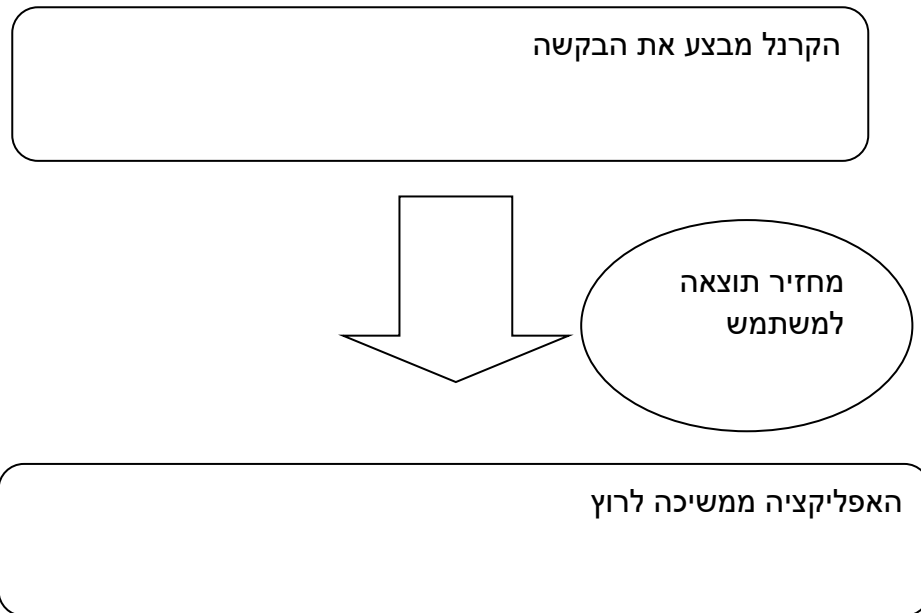 הקרנל מבצע את הבקשה
מחזיר תוצאה
למשתמש
האפליקציה ממשיכה לרוץ